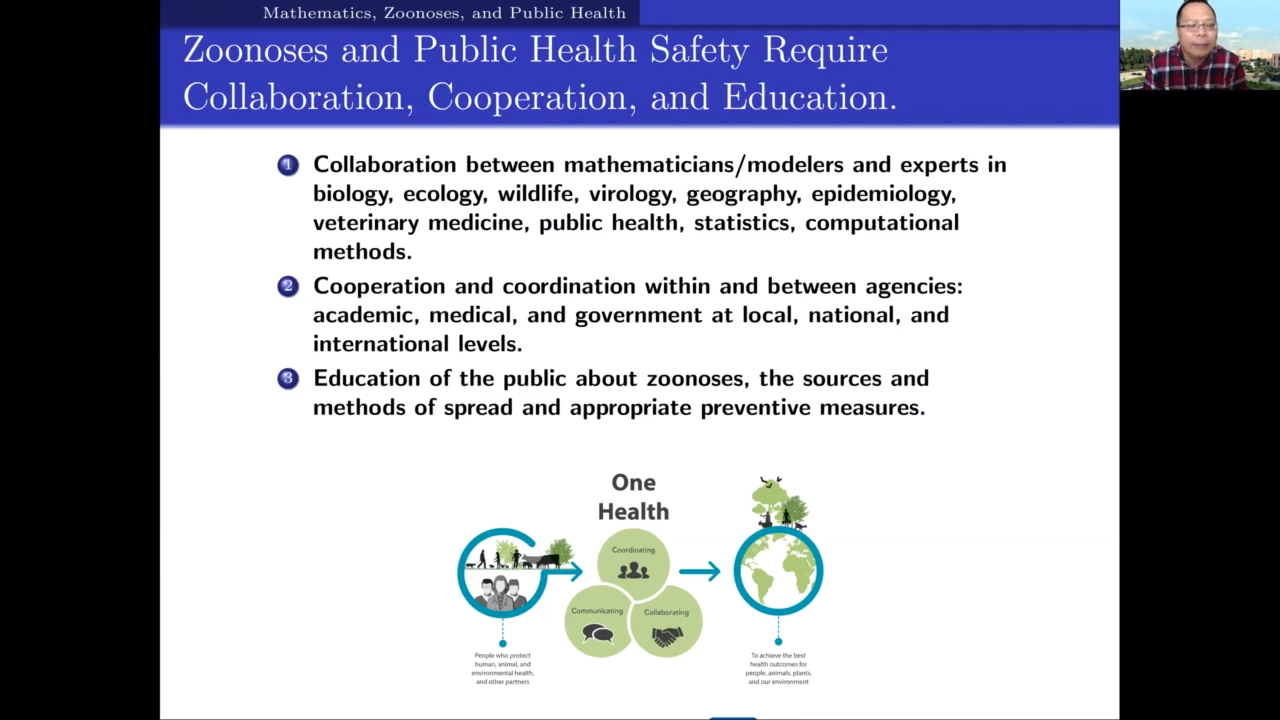 Mathematics, Zoonoses, and Public Health
Zoonoses and Public Health Safety Require
Collaboration, Cooperation, and Education.
1 Collaboration between mathematicians/modelers and experts in
biology, ecology, wildlife, virology, geography, epidemiology,
veterinary medicine, public health, statistics, computational
methods.
2 Cooperation and coordination within and between agencies:
academic, medical, and government at local, national, and
international levels.
3 Education of the public about zoonoses, the sources and
methods of spread and appropriate preventive measures.
One
Health
Coordinating
Communicating
Collaborating
People who protect
human, animal, and
environmental health,
and other partners
To achieve the best
health outcomes for
people, animals, plants,
and our environment